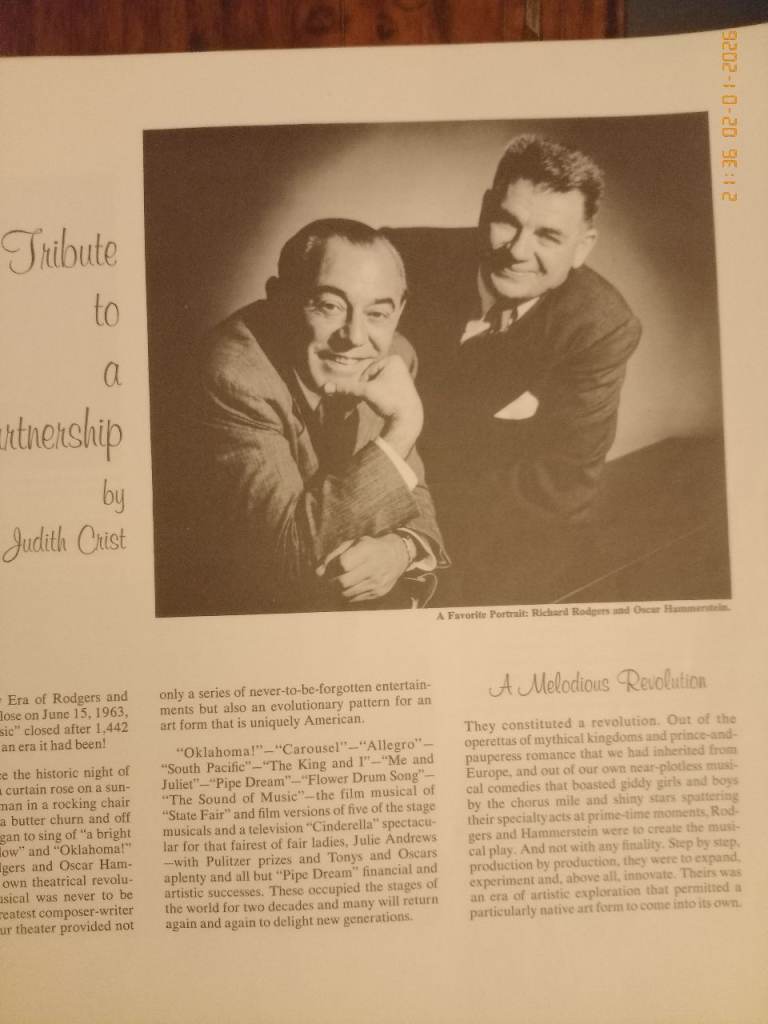 21:36 02-01-2026
Tribute
to
a
rtnership
by
Judith Crist
A Favorite Portrait: Richard Rodgers and Oscar Hammerstein.
Era of Rodgers and
lose on June 15, 1963,
sic” closed after 1,442
an era it had been!
e the historic night of
curtain rose on a sun-
man in a rocking chair
a butter churn and off
gan to sing of “a bright
low” and “Oklahoma!”
lgers and Oscar Ham-
own theatrical revolu-
usical was never to be
reatest composer-writer
ur theater provided not
only a series of never-to-be-forgotten entertain-
ments but also an evolutionary pattern for an
art form that is uniquely American.
“Oklahoma!”—“Carousel”—“Allegro”—
“South Pacific”—“The King and I”—“Me and
Juliet”—“Pipe Dream”—“Flower Drum Song”—
“The Sound of Music”—the film musical of
“State Fair” and film versions of five of the stage
musicals and a television “Cinderella” spectacu-
lar for that fairest of fair ladies, Julie Andrews
—with Pulitzer prizes and Tonys and Oscars
aplenty and all but “Pipe Dream” financial and
artistic successes. These occupied the stages of
the world for two decades and many will return
again and again to delight new generations.
A Melodious Revolution
They constituted a revolution. Out of the
operettas of mythical kingdoms and prince-and-
pauperess romance that we had inherited from
Europe, and out of our own near-plotless musi-
cal comedies that boasted giddy girls and boys
by the chorus mile and shiny stars spattering
their specialty acts at prime-time moments, Rod-
gers and Hammerstein were to create the musi-
cal play. And not with any finality. Step by step,
production by production, they were to expand,
experiment and, above all, innovate. Theirs was
an era of artistic exploration that permitted a
particularly native art form to come into its own.